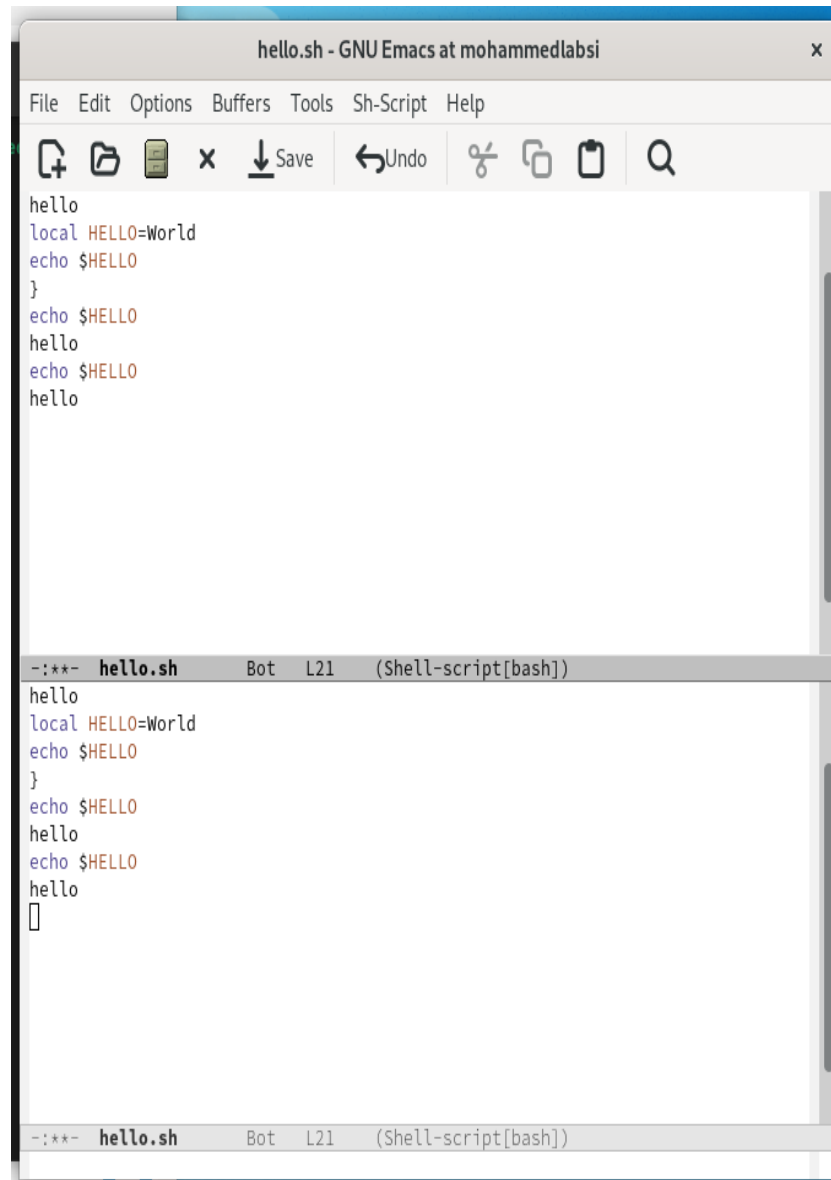 hello.sh - GNU Emacs at mohammedlabsi
File Edit Options Buffers Tools Sh-Script Help
Save Undo
hello
local HELLO=World
echo $HELLO
}
echo $HELLO
hello
echo $HELLO
hello
-:**- hello.sh Bot L21 (Shell-script[bash])
hello
local HELLO=World
echo $HELLO
}
echo $HELLO
hello
echo $HELLO
hello
-:**- hello.sh Bot L21 (Shell-script[bash])